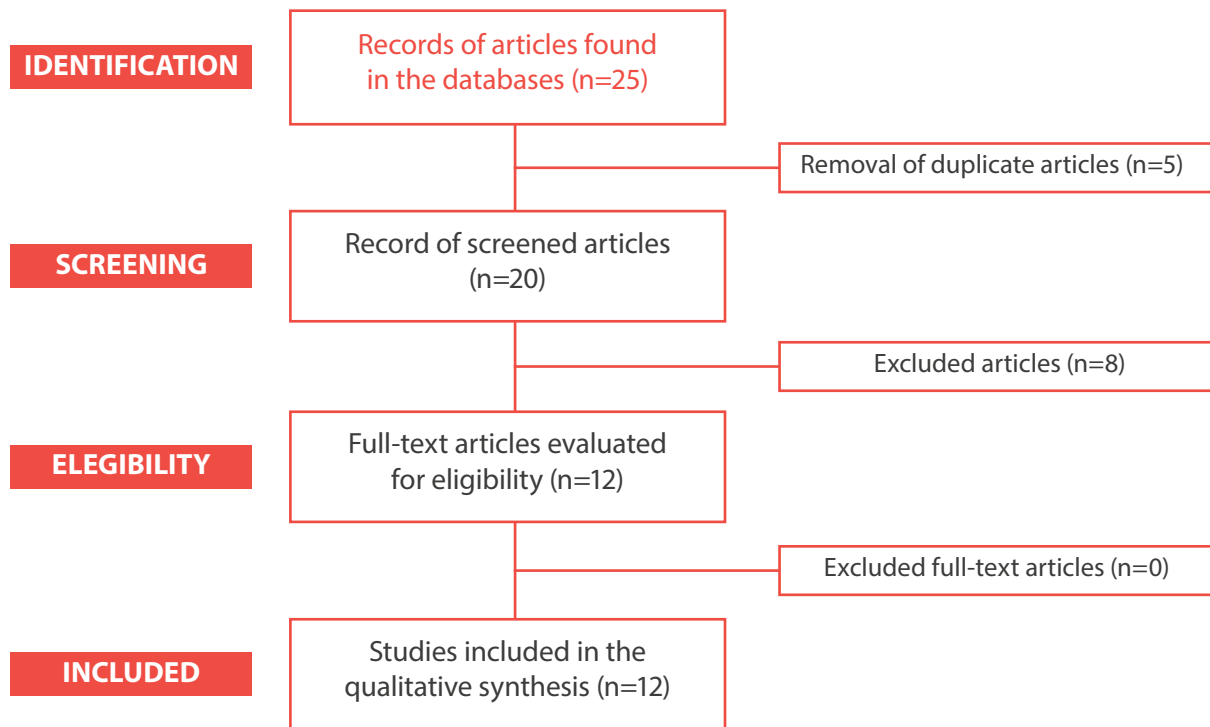 IDENTIFICATION
Records of articles found
in the databases (n=25)
Removal of duplicate articles (n=5)
SCREENING
Record of screened articles
(n=20)
Excluded articles (n=8)
ELEGIBILITY
Full-text articles evaluated
for eligibility (n=12)
Excluded full-text articles (n=0)
INCLUDED
Studies included in the
qualitative synthesis (n=12)